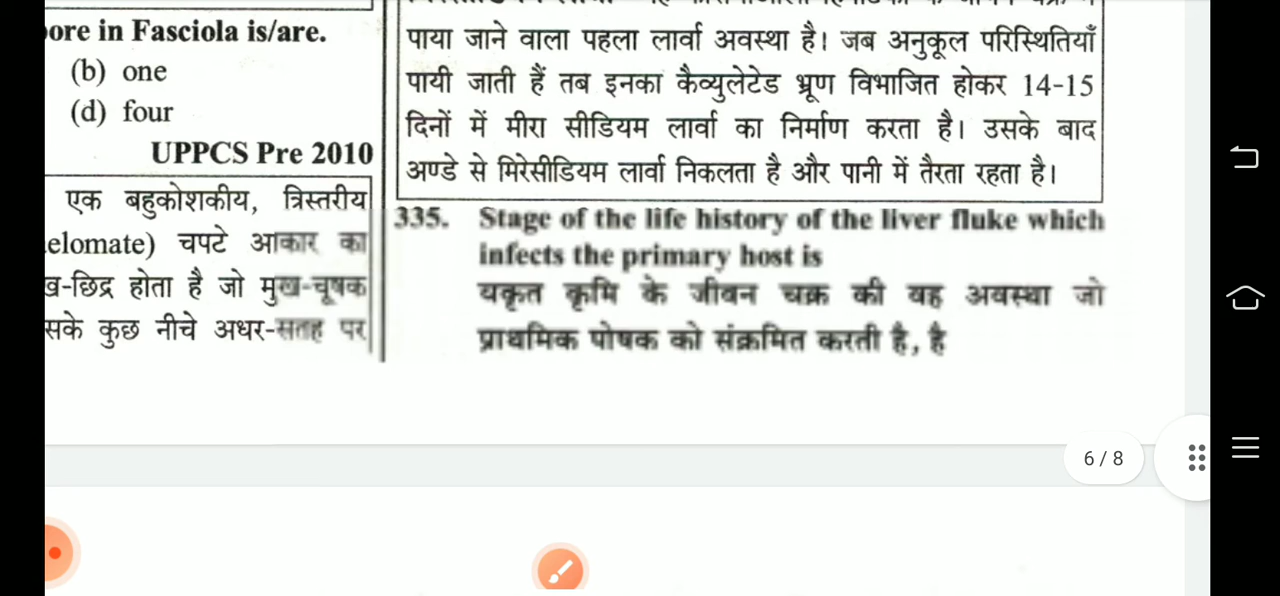 ore in Fasciola is/are.
(b) one
(d) four
UPPCS Pre 2010
एक बहुकोशकीय, त्रिस्तरीय
elomate) चपटे आकार का
ख-छिद्र होता है जो मुख-चूषक
सके कुछ नीचे अधर-सतह पर
पाया जाने वाला पहला लार्वा अवस्था है। जब अनुकूल परिस्थितियाँ
पायी जाती हैं तब इनका कैव्युलेटेड भ्रूण विभाजित होकर 14-15
दिनों में मीरा सीडियम लार्वा का निर्माण करता है। उसके बाद
अण्डे से मिरेसीडियम लार्वा निकलता है और पानी में तैरता रहता है।
335. Stage of the life history of the liver fluke which
infects the primary host is
यकृत कृमि के जीवन चक्र की वह अवस्था जो
प्राथमिक पोषक को संक्रमित करती है, है
6 / 8